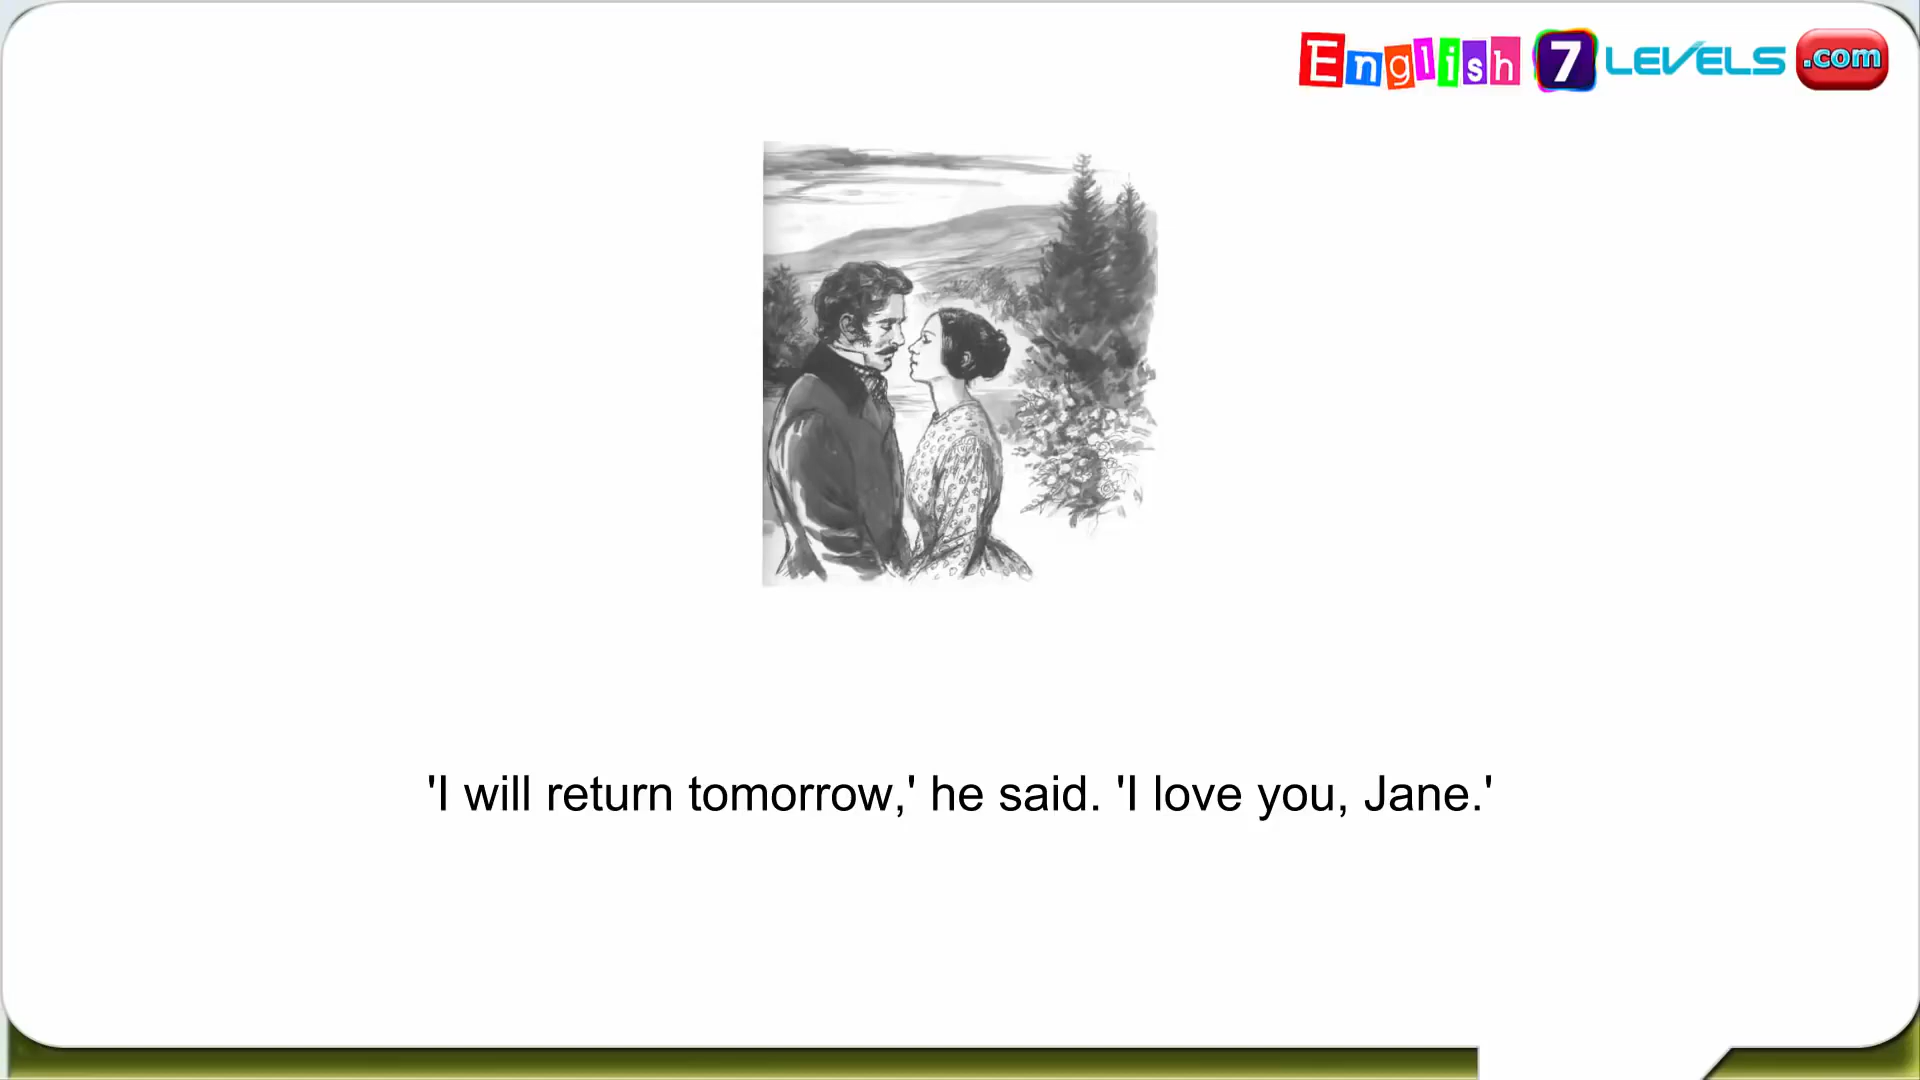 English 7 LEVELS .com
'I will return tomorrow,' he said. 'I love you, Jane.'